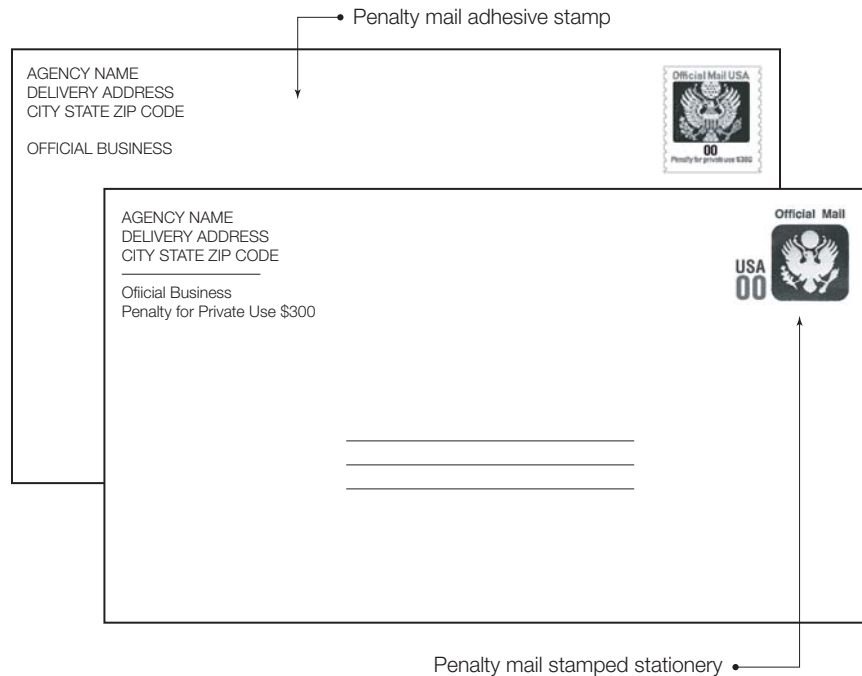 Penalty mail adhesive stamp
AGENCY NAME
DELIVERY ADDRESS
CITY STATE ZIP CODE
OFFICIAL BUSINESS
Official Mail USA
00
Penalty for private use $300
AGENCY NAME
DELIVERY ADDRESS
CITY STATE ZIP CODE
Ofiicial Business
Penalty for Private Use $300
Official Mail
USA
00
Penalty mail stamped stationery